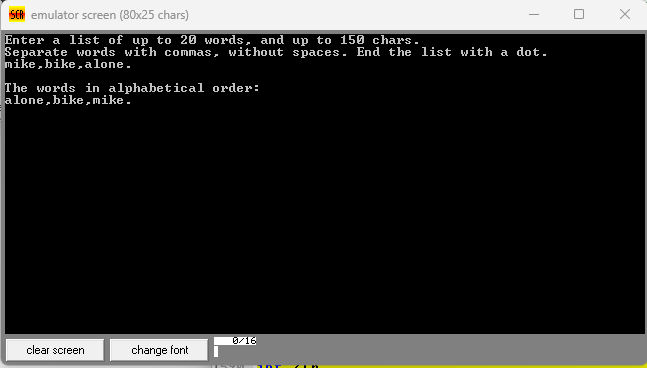 emulator screen (80x25 chars)
Enter a list of up to 20 words, and up to 150 chars.
Separate words with commas, without spaces. End the list with a dot.
mike,bike,alone.
The words in alphabetical order:
alone,bike,mike.
clear screen
change font
0/16